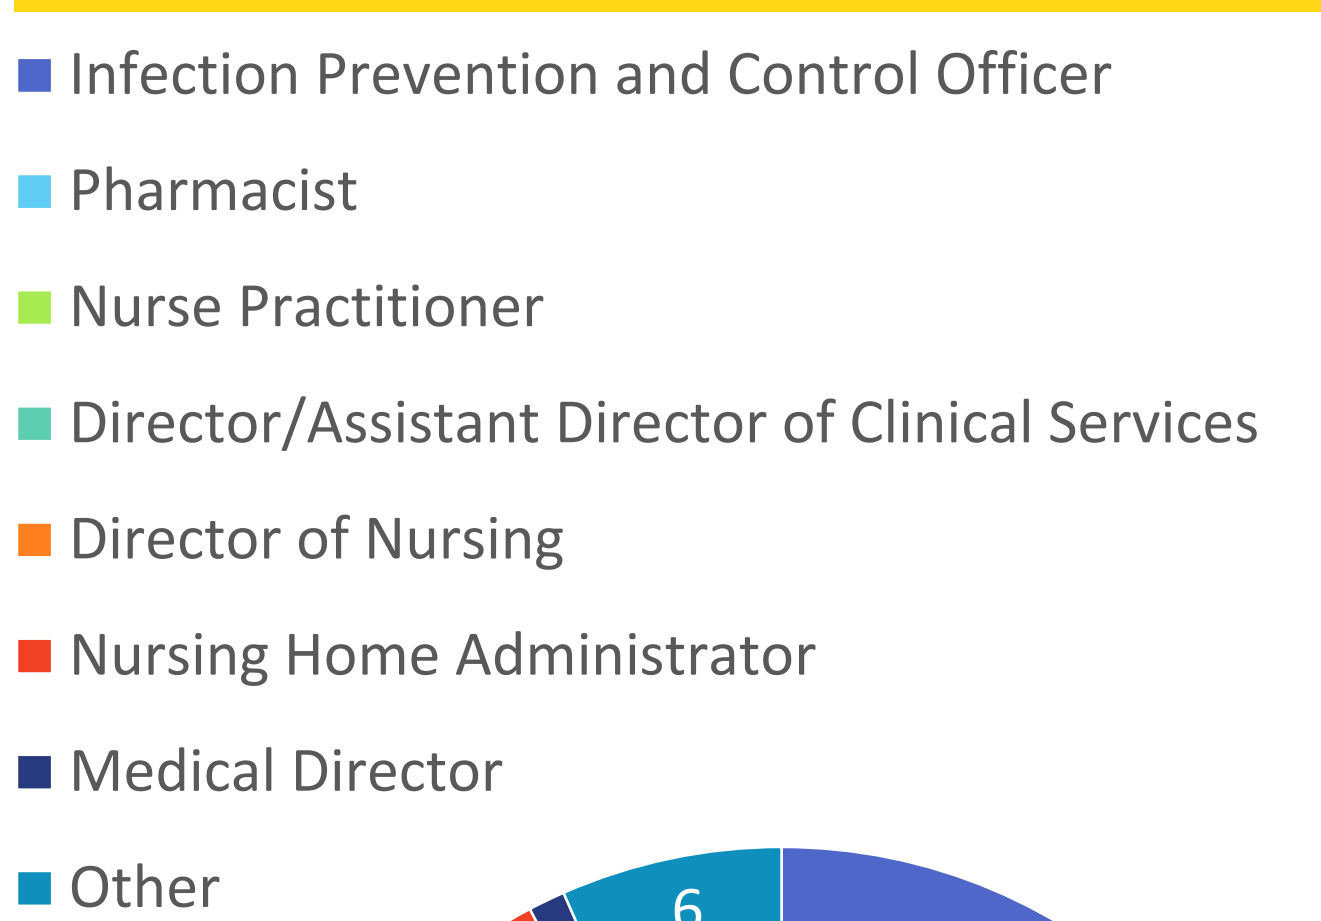 Infection Prevention and Control Officer
Pharmacist
Nurse Practitioner
Director/Assistant Director of Clinical Services
Director of Nursing
Nursing Home Administrator
Medical Director
Other
6